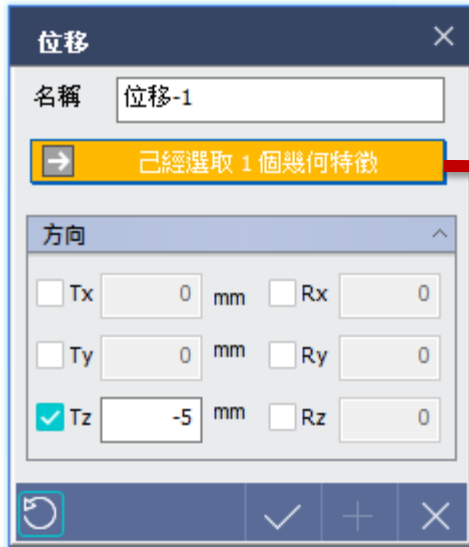 位移
名稱 位移-1
己經選取 1 個幾何特徵
方向
Tx 0 mm Rx 0
Ty 0 mm Ry 0
Tz -5 mm Rz 0